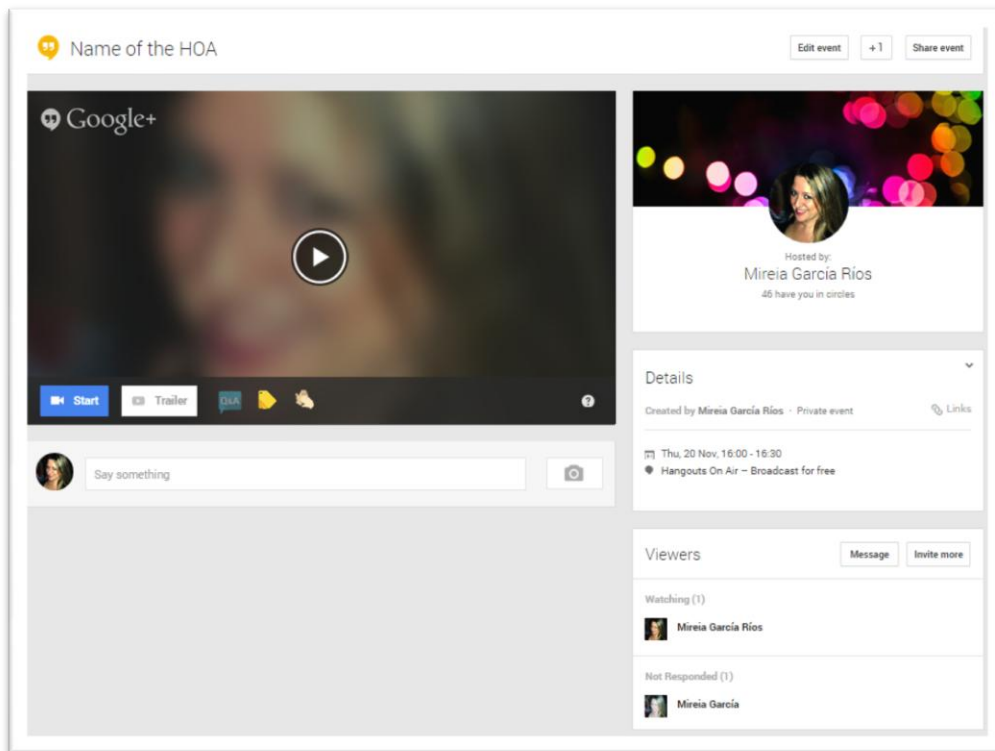 Name of the HOA
Edit event
+1
Share event
Google+
Start
Trailer
Q&A
?
Say something
Hosted by:
Mireia García Ríos
46 have you in circles
Details
Created by Mireia García Ríos · Private event
Links
Thu, 20 Nov, 16:00 - 16:30
Hangouts On Air – Broadcast for free
Viewers
Message
Invite more
Watching (1)
Mireia García Ríos
Not Responded (1)
Mireia García